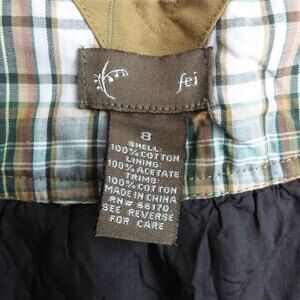 fei
8
SHELL:
100% COTTON
LINING:
100% ACETATE
TRIMS:
100% COTTON
MADE IN CHINA
RN# 66170
SEE REVERSE
FOR CARE